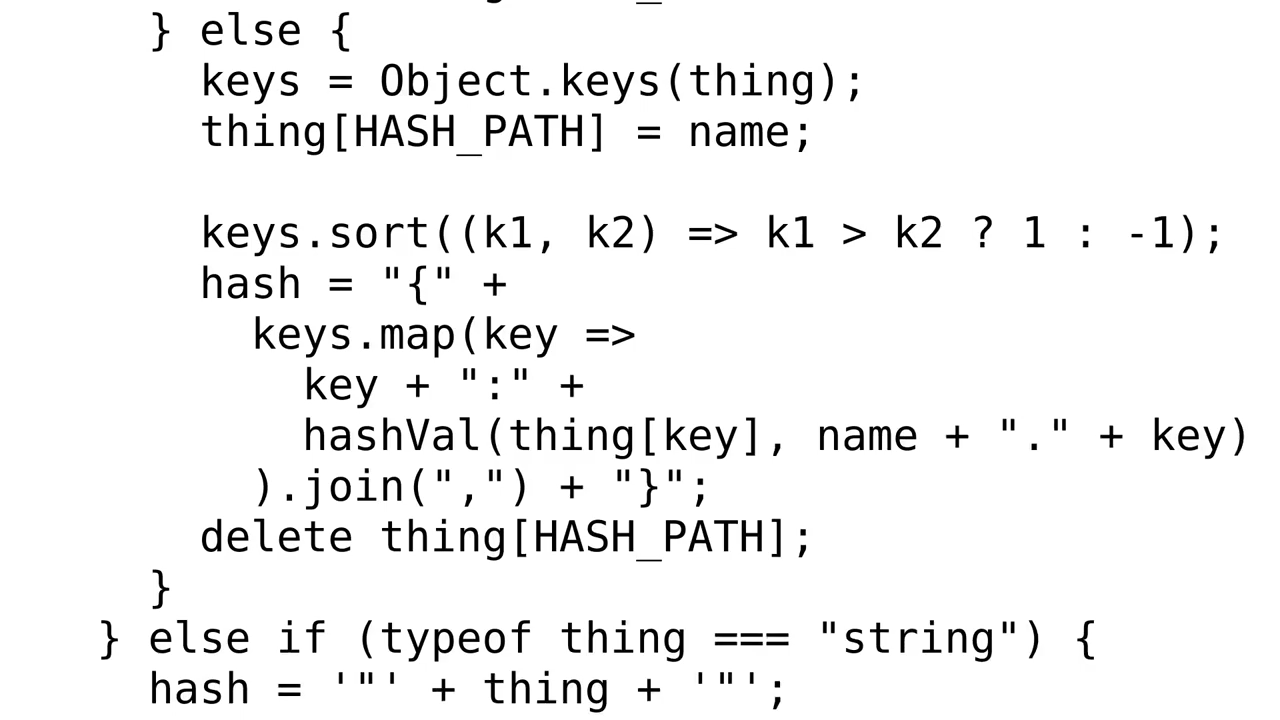 } else {
keys = Object.keys(thing);
thing[HASH_PATH] = name;
keys.sort((k1, k2) => k1 > k2 ? 1 : -1);
hash = "{" +
keys.map(key =>
key + ":" +
hashVal(thing[key], name + "." + key)
).join(",") + "}";
delete thing[HASH_PATH];
}
} else if (typeof thing === "string") {
hash = '"' + thing + '"';